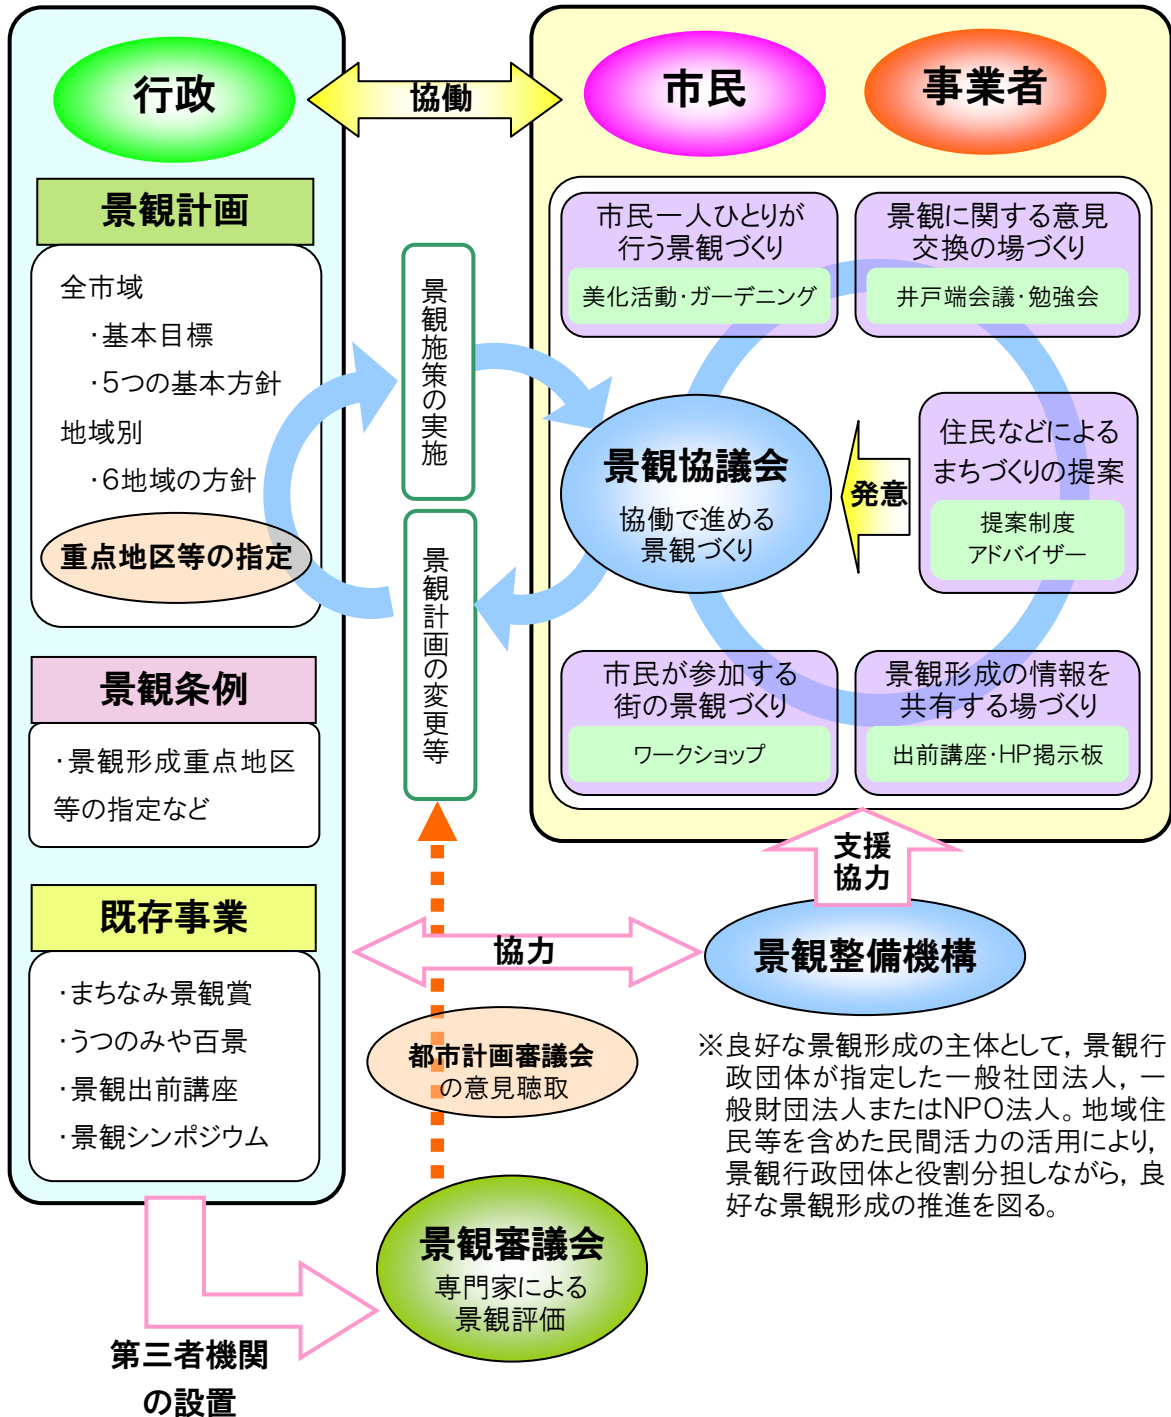 行政
協働
市民
事業者
景観計画
全市域
・基本目標
・5つの基本方針
地域別
・6地域の方針
重点地区等の指定
景観条例
・景観形成重点地区
等の指定など
既存事業
・まちなみ景観賞
・うつのみや百景
・景観出前講座
・景観シンポジウム
景観施策の実施
景観計画の変更等
市民一人ひとりが
行う景観づくり
美化活動・ガーデニング
景観に関する意見
交換の場づくり
井戸端会議・勉強会
景観協議会
協働で進める
景観づくり
発意
住民などによる
まちづくりの提案
提案制度
アドバイザー
市民が参加する
街の景観づくり
ワークショップ
景観形成の情報を
共有する場づくり
出前講座・HP掲示板
支援
協力
協力
景観整備機構
※良好な景観形成の主体として，景観行
政団体が指定した一般社団法人，一
般財団法人またはNPO法人。地域住
民等を含めた民間活力の活用により，
景観行政団体と役割分担しながら，良
好な景観形成の推進を図る。
都市計画審議会
の意見聴取
景観審議会
専門家による
景観評価
第三者機関
の設置